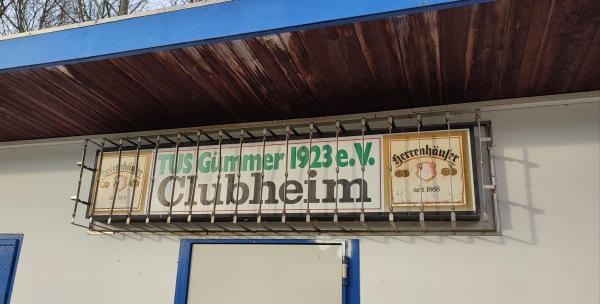 TUS Gümmer 1923 e.V.
Clubheim
Herrenhäuser
seit 1868